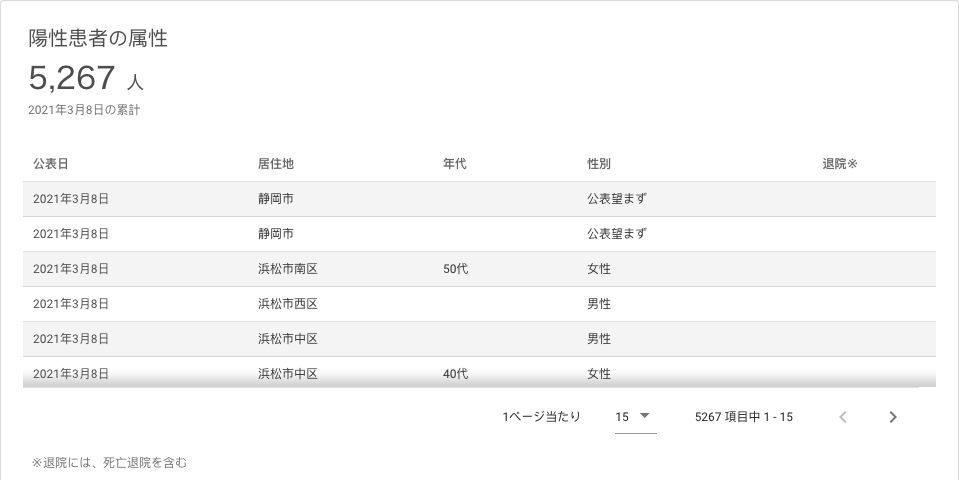 陽性患者の属性
5,267 人
2021年3月8日の累計
公表日 居住地 年代 性別 退院※
2021年3月8日 静岡市 公表望まず
2021年3月8日 静岡市 公表望まず
2021年3月8日 浜松市南区 50代 女性
2021年3月8日 浜松市西区 男性
2021年3月8日 浜松市中区 男性
2021年3月8日 浜松市中区 40代 女性
1ページ当たり 15 5267 項目中 1 - 15
※退院には、死亡退院を含む